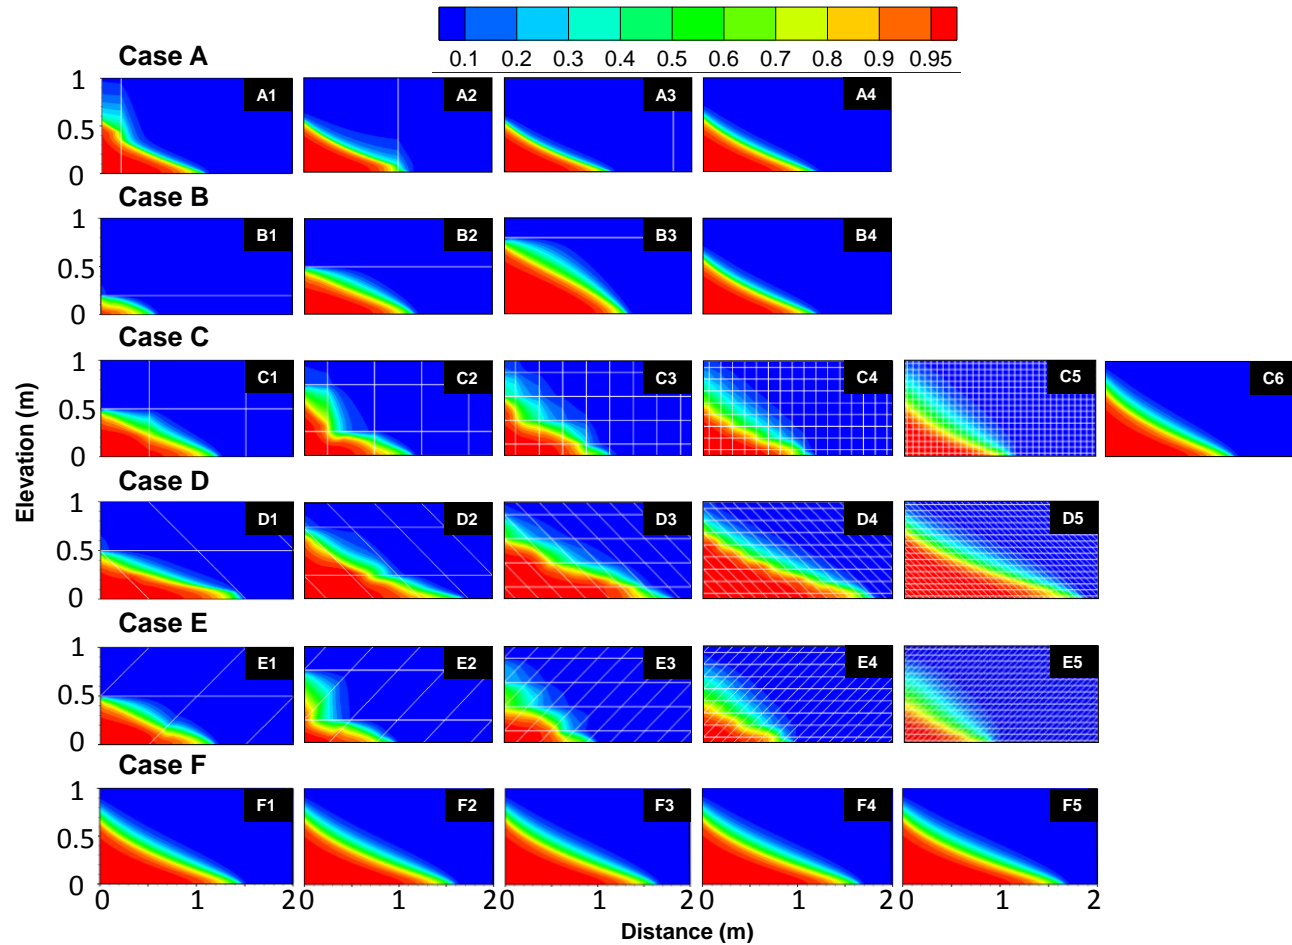 0.1 0.2 0.3 0.4 0.5 0.6 0.7 0.8 0.9 0.95
Case A
1
0.5
0
A1 A2 A3 A4
Case B
1
0.5
0
B1 B2 B3 B4
Case C
1
0.5
0
C1 C2 C3 C4 C5 C6
Elevation (m)
Case D
1
0.5
0
D1 D2 D3 D4 D5
Case E
1
0.5
0
E1 E2 E3 E4 E5
Case F
1
0.5
0
F1 F2 F3 F4 F5
0 1 2 0 1 2 0 1 2 0 1 2 0 1 2
Distance (m)